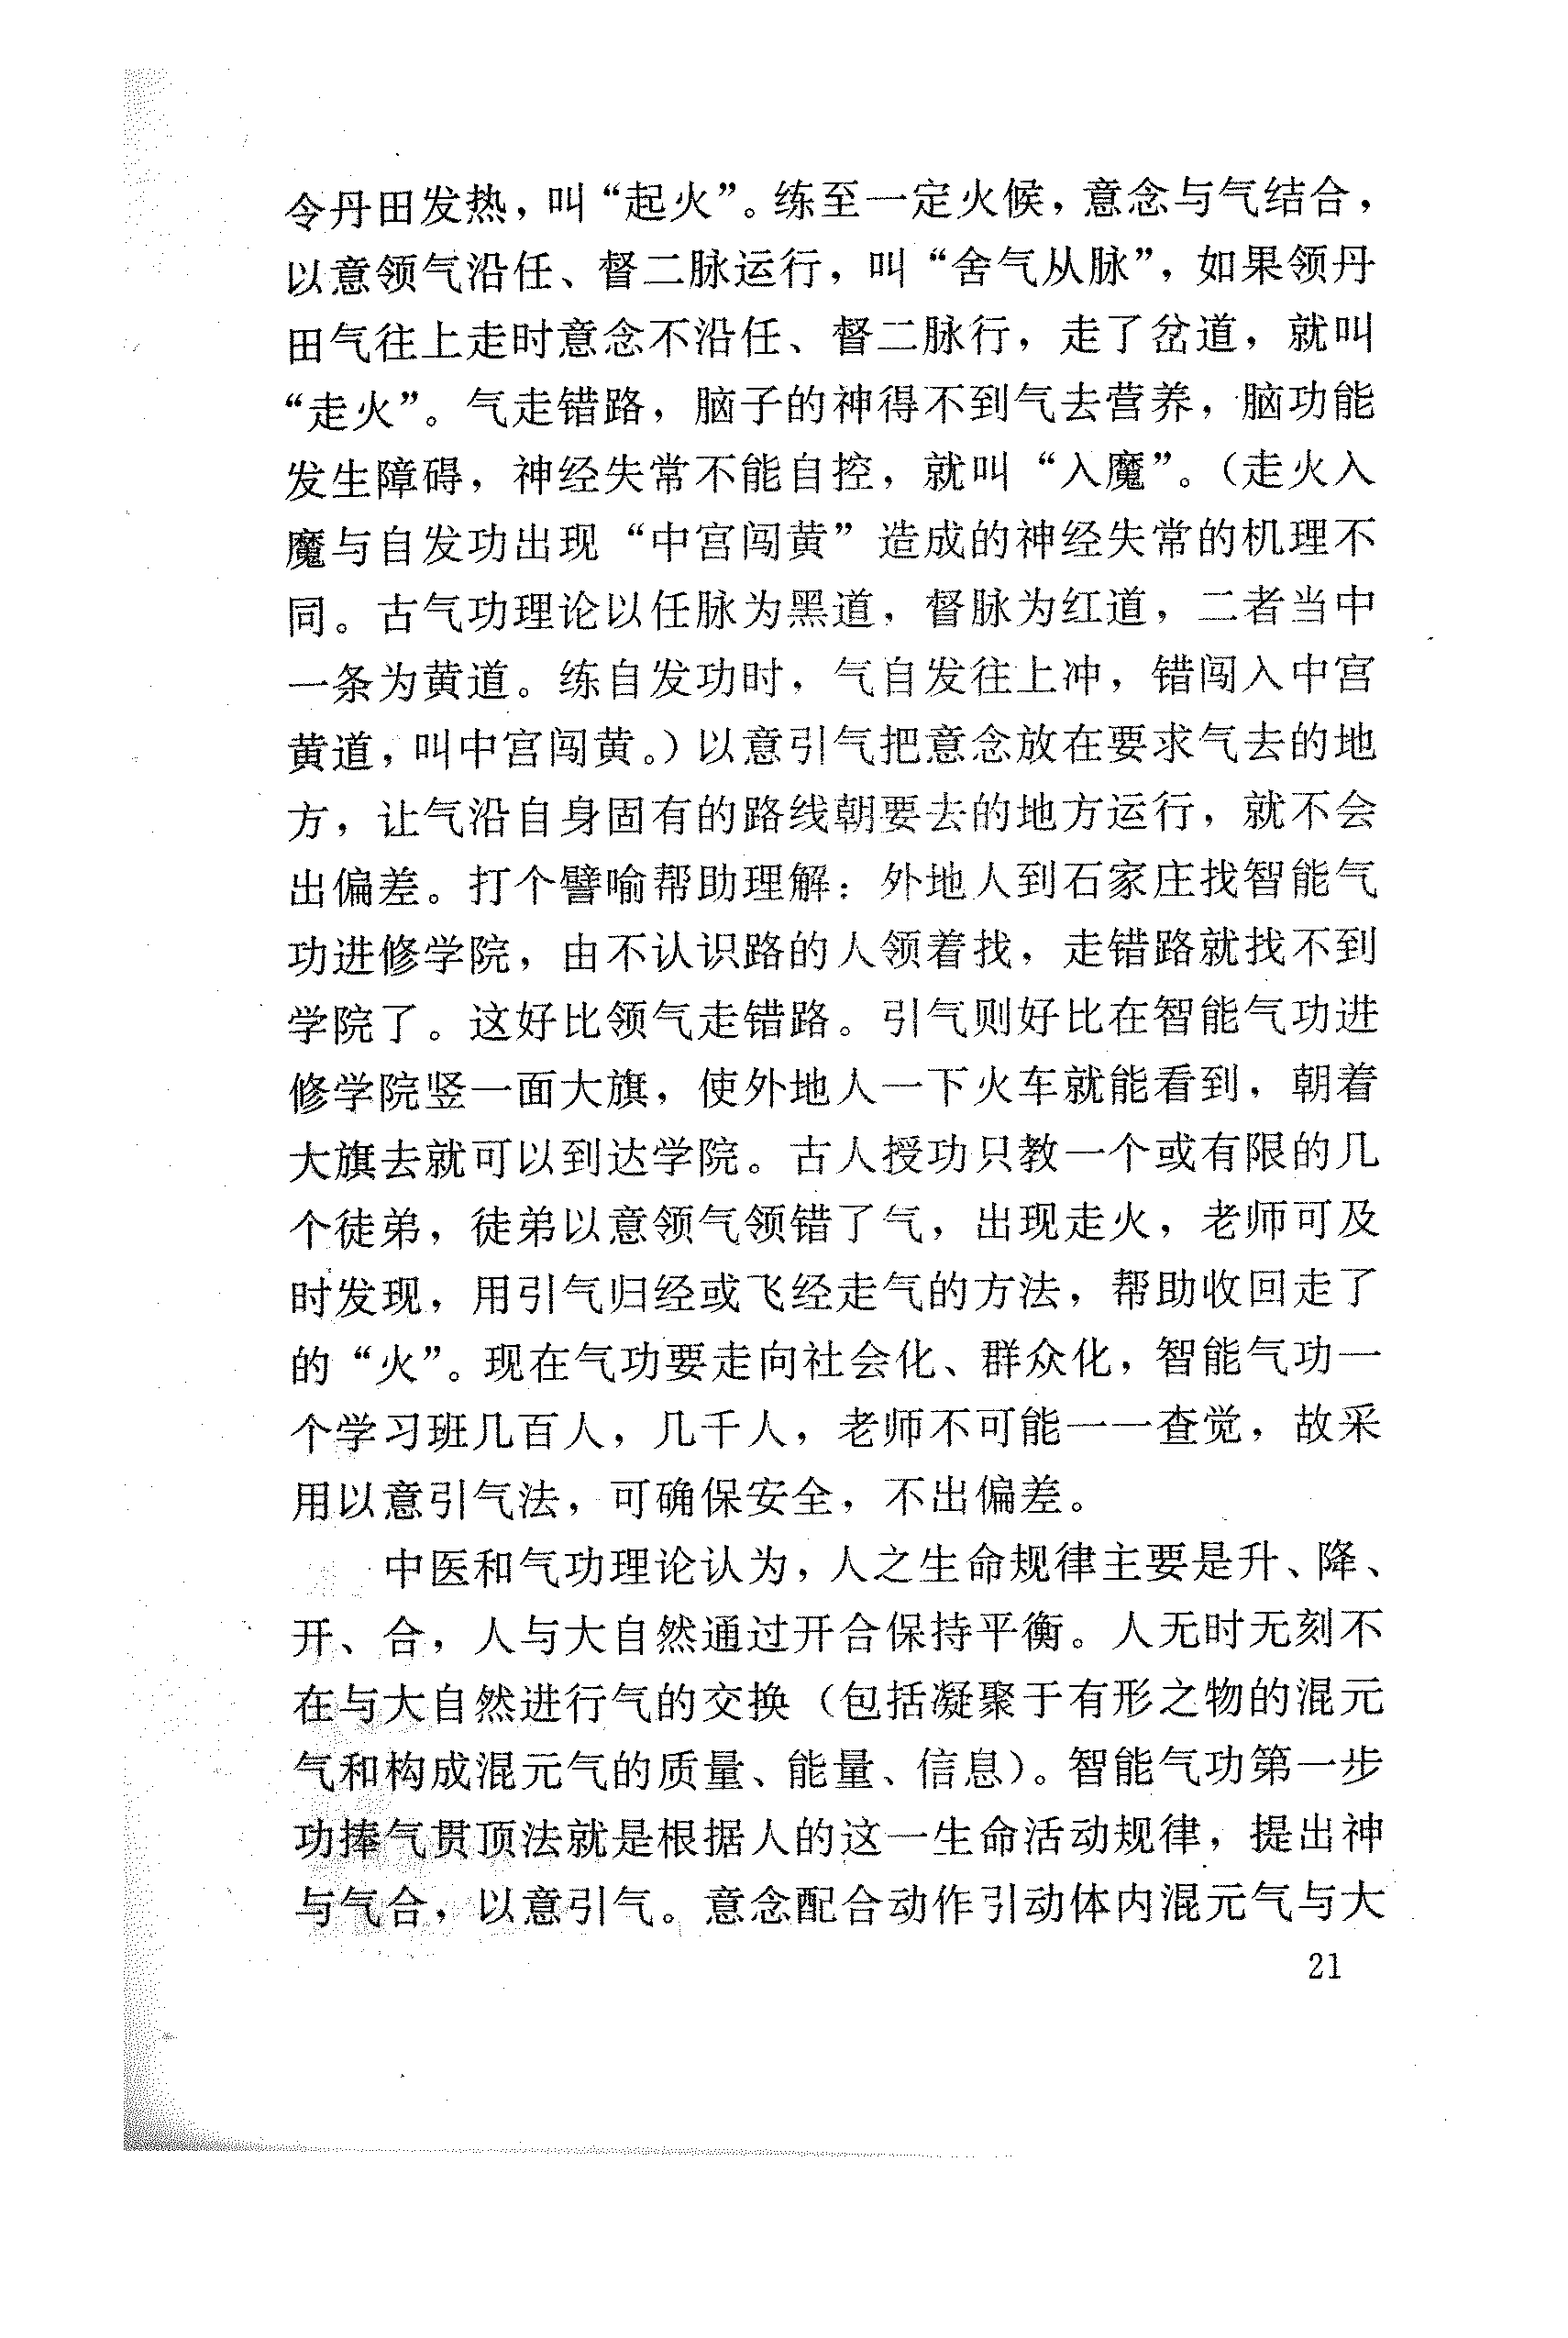 令丹田发热，叫“起火”。练至一定火候，意念与气结合，
以意领气沿任、督二脉运行，叫“舍气从脉”，如果领丹
田气往上走时意念不沿任、督二脉行，走了岔道，就叫
“走火”。气走错路，脑子的神得不到气去营养，脑功能
发生障碍，神经失常不能自控，就叫“入魔”。（走火入
魔与自发功出现“中宫闯黄”造成的神经失常的机理不
同。古气功理论以任脉为黑道，督脉为红道，二者当中
一条为黄道。练自发功时，气自发往上冲，错闯入中宫
黄道，叫中宫闯黄。）以意引气把意念放在要求气去的地
方，让气沿自身固有的路线朝要去的地方运行，就不会
出偏差。打个譬喻帮助理解：外地人到石家庄找智能气
功进修学院，由不认识路的人领着找，走错路就找不到
学院了。这好比领气走错路。引气则好比在智能气功进
修学院竖一面大旗，使外地人一下火车就能看到，朝着
大旗去就可以到达学院。古人授功只教一个或有限的几
个徒弟，徒弟以意领气领错了气，出现走火，老师可及
时发现，用引气归经或飞经走气的方法，帮助收回走了
的“火”。现在气功要走向社会化、群众化，智能气功一
个学习班几百人，几千人，老师不可能一一查觉，故采
用以意引气法，可确保安全，不出偏差。
中医和气功理论认为，人之生命规律主要是升、降、
开、合，人与大自然通过开合保持平衡。人无时无刻不
在与大自然进行气的交换（包括凝聚于有形之物的混元
气和构成混元气的质量、能量、信息）。智能气功第一步
功捧气贯顶法就是根据人的这一生命活动规律，提出神
与气合，以意引气。意念配合动作引动体内混元气与大
21